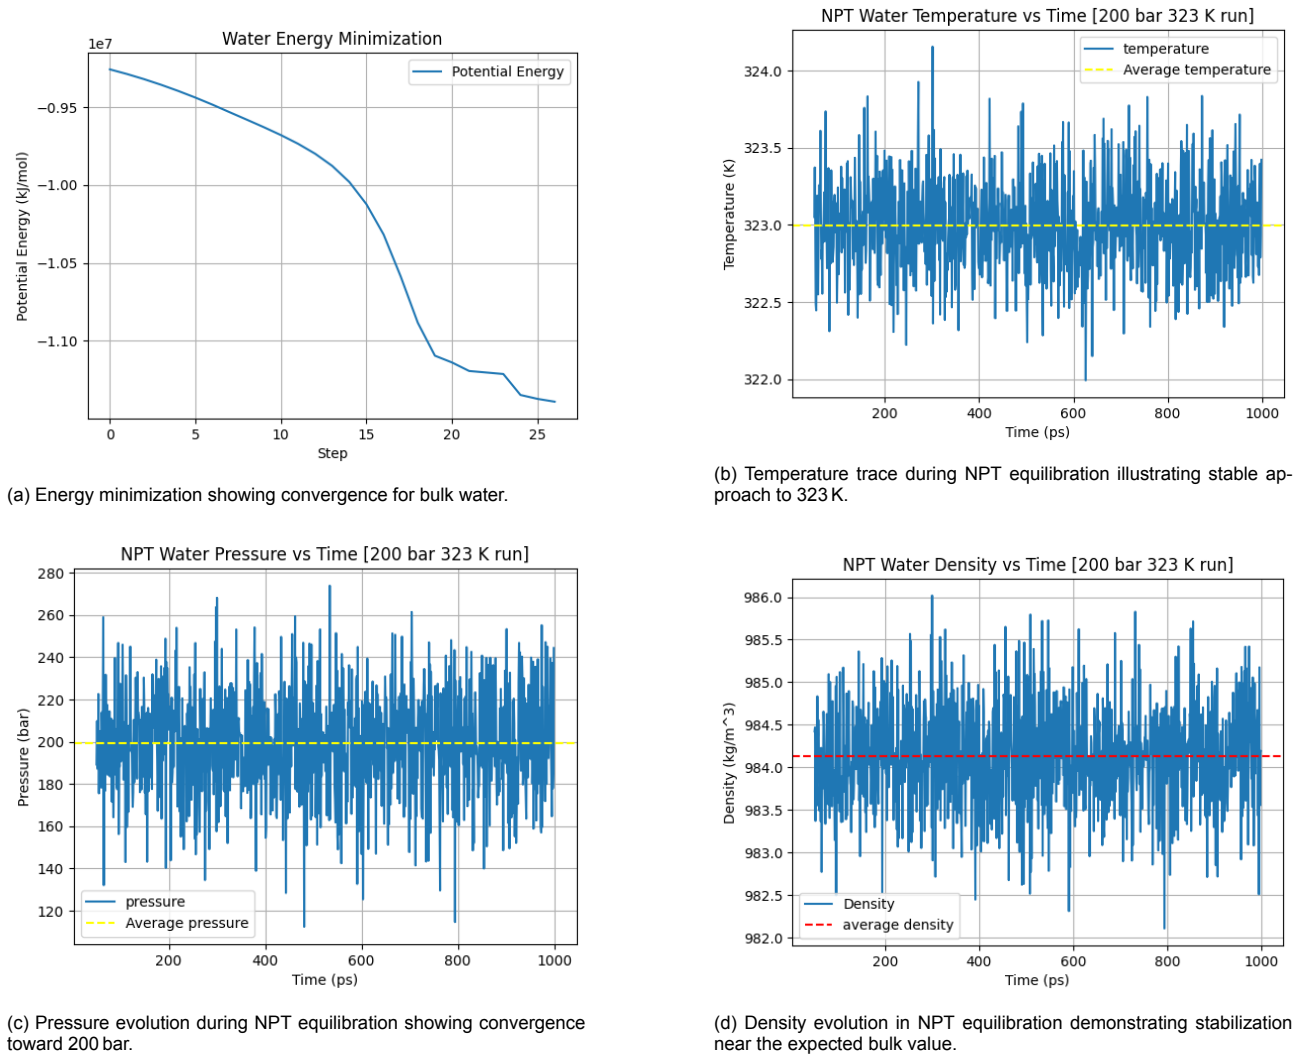 1e7
Water Energy Minimization
Potential Energy
−0.95
−1.00
−1.05
−1.10
Potential Energy (kJ/mol)
0 5 10 15 20 25
Step
(a) Energy minimization showing convergence for bulk water.
NPT Water Temperature vs Time [200 bar 323 K run]
temperature
Average temperature
324.0
323.5
323.0
322.5
322.0
Temperature (K)
200 400 600 800 1000
Time (ps)
(b) Temperature trace during NPT equilibration illustrating stable ap-
proach to 323 K.
NPT Water Pressure vs Time [200 bar 323 K run]
280
260
240
220
200
180
160
140
120
Pressure (bar)
pressure
Average pressure
200 400 600 800 1000
Time (ps)
(c) Pressure evolution during NPT equilibration showing convergence
toward 200 bar.
NPT Water Density vs Time [200 bar 323 K run]
986.0
985.5
985.0
984.5
984.0
983.5
983.0
982.5
982.0
Density (kg/m^3)
Density
average density
200 400 600 800 1000
Time (ps)
(d) Density evolution in NPT equilibration demonstrating stabilization
near the expected bulk value.